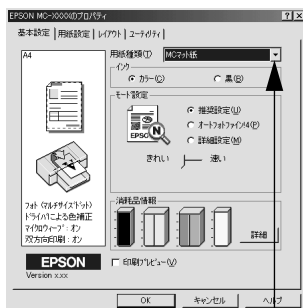 EPSON MC-XXXXのプロパティ
基本設定 用紙設定 レイアウト ユーティリティ
A4
用紙種類(T) MCマット紙
インク
カラー(C) 黒(B)
モード設定
推奨設定(U)
オートフォトファイン!4(P)
詳細設定(M)
EPSON
きれい 速い
フォト (マルチサイズドット)
ドライバによる色補正
マイクロウィーブ: オン
双方向印刷: オン
消耗品情報
詳細
EPSON
Version x.xx
印刷プレビュー(V)
OK キャンセル ヘルプ